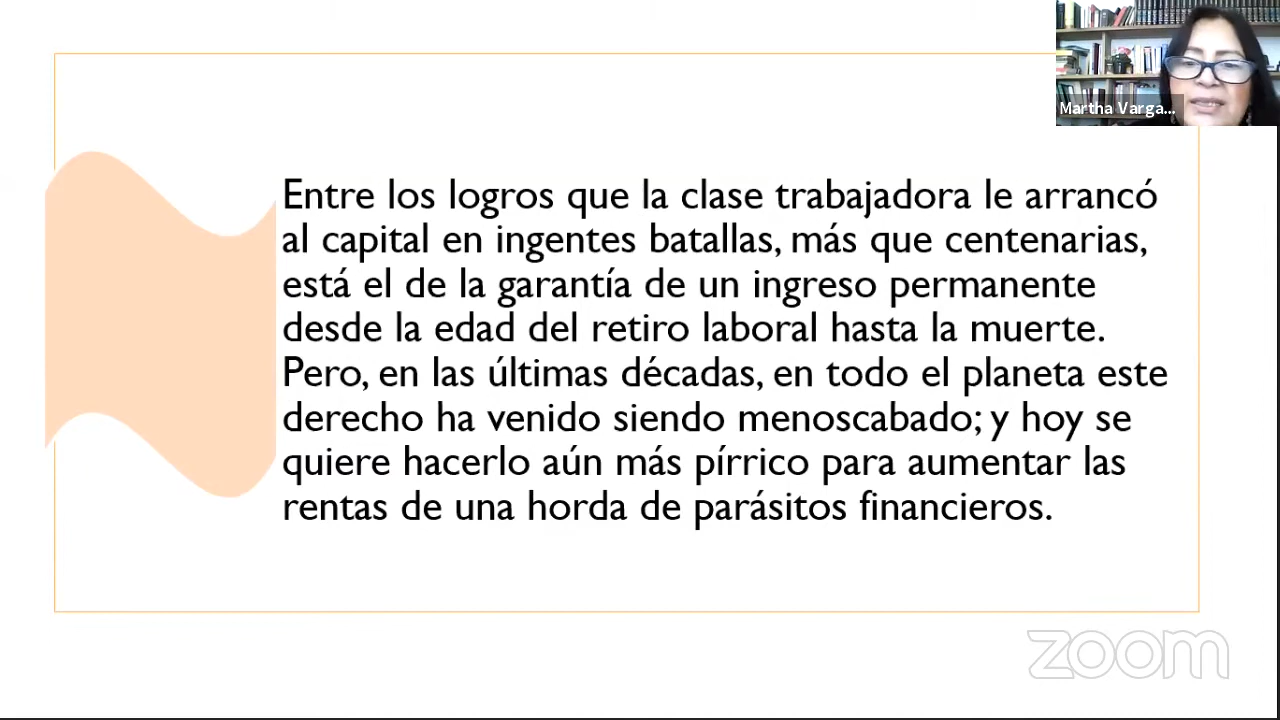 Martha Varga...
Entre los logros que la clase trabajadora le arrancó
al capital en ingentes batallas, más que centenarias,
está el de la garantía de un ingreso permanente
desde la edad del retiro laboral hasta la muerte.
Pero, en las últimas décadas, en todo el planeta este
derecho ha venido siendo menoscabado; y hoy se
quiere hacerlo aún más pírrico para aumentar las
rentas de una horda de parásitos financieros.
zoom